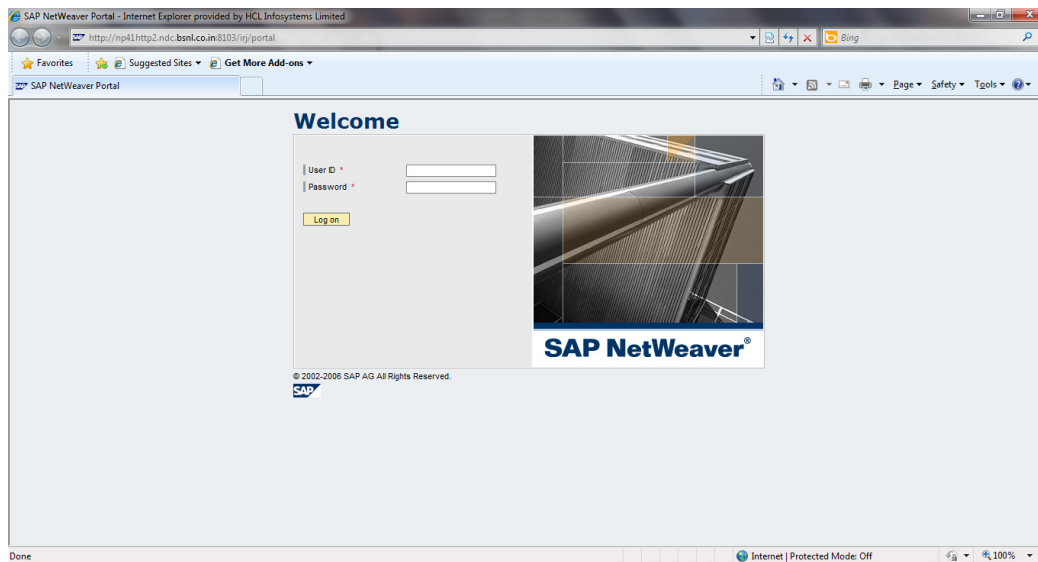 SAP NetWeaver Portal - Internet Explorer provided by HCL Infosystems Limited
http://np41http2.ndc.bsnl.co.in:8103/irj/portal
Bing
Favorites Suggested Sites Get More Add-ons
SAP NetWeaver Portal
Page Safety Tools
Welcome
User ID *
Password *
Log on
SAP NetWeaver®
© 2002-2006 SAP AG All Rights Reserved.
SAP
Done Internet | Protected Mode: Off 100%